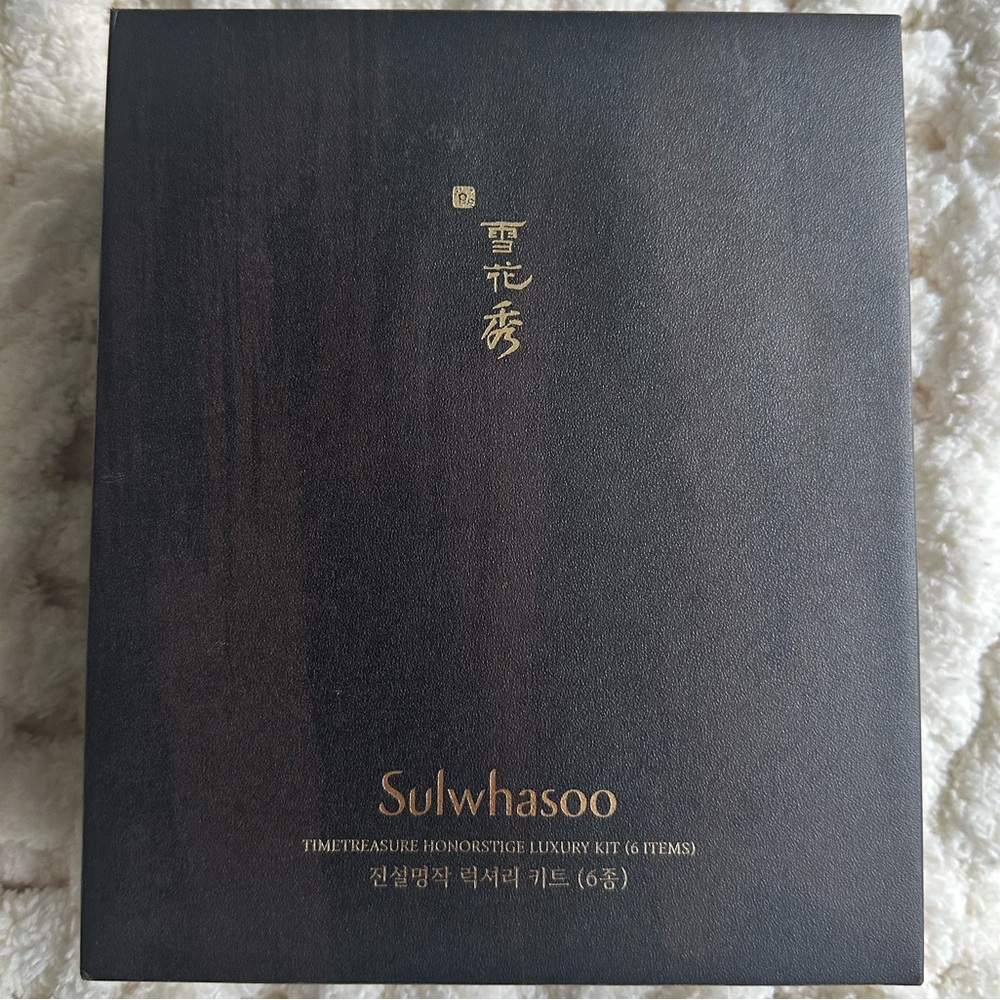 雪花秀
Sulwhasoo
TIMETREASURE HONORSTIGE LUXURY KIT (6 ITEMS)
진설명작 럭셔리 키트 (6종)